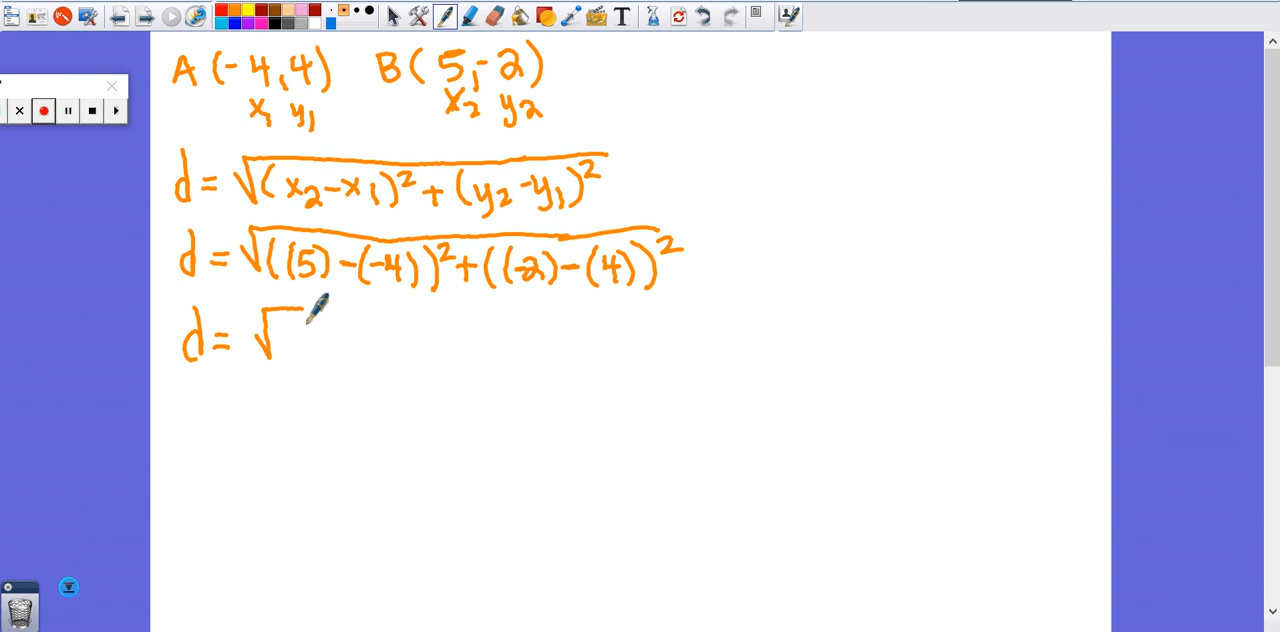 A (-4,4) B(5,-2)
x₁ y₁ x₂ y₂
d = √(x₂-x₁)² + (y₂-y₁)²
d = √((5)-(-4))² + ((-2)-(4))²
d = √